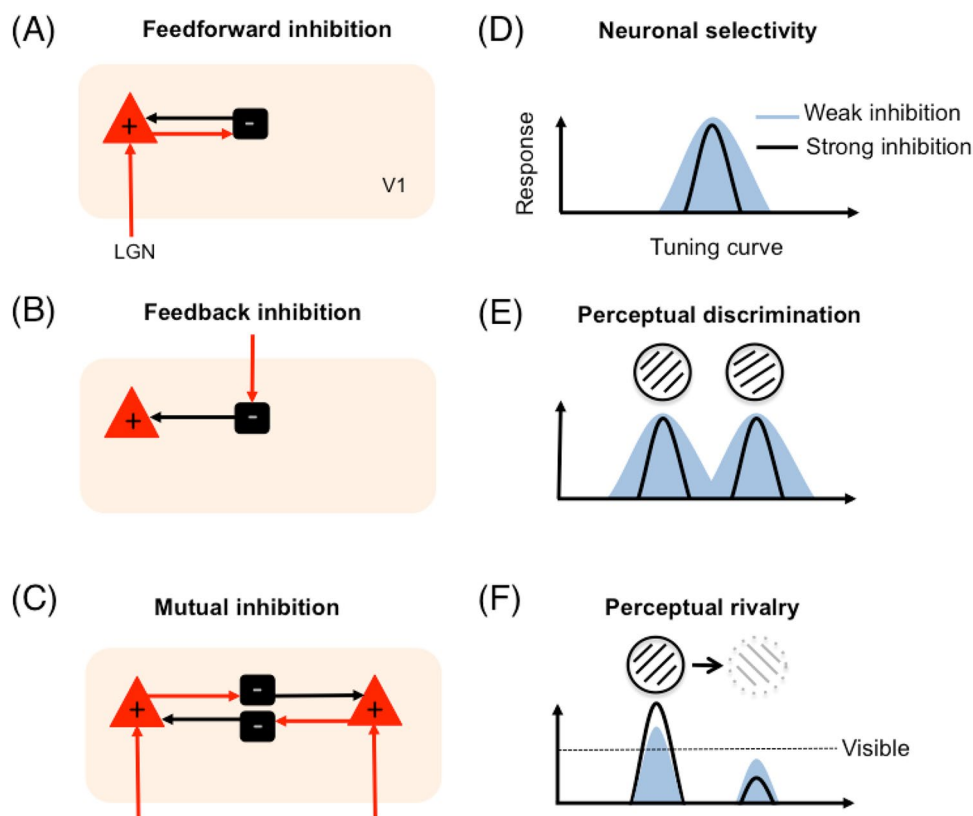 (A)
Feedforward inhibition
+
-
V1
LGN
(B)
Feedback inhibition
+
-
(C)
Mutual inhibition
+
-
-
+
(D)
Neuronal selectivity
Response
Weak inhibition
Strong inhibition
Tuning curve
(E)
Perceptual discrimination
(F)
Perceptual rivalry
Visible